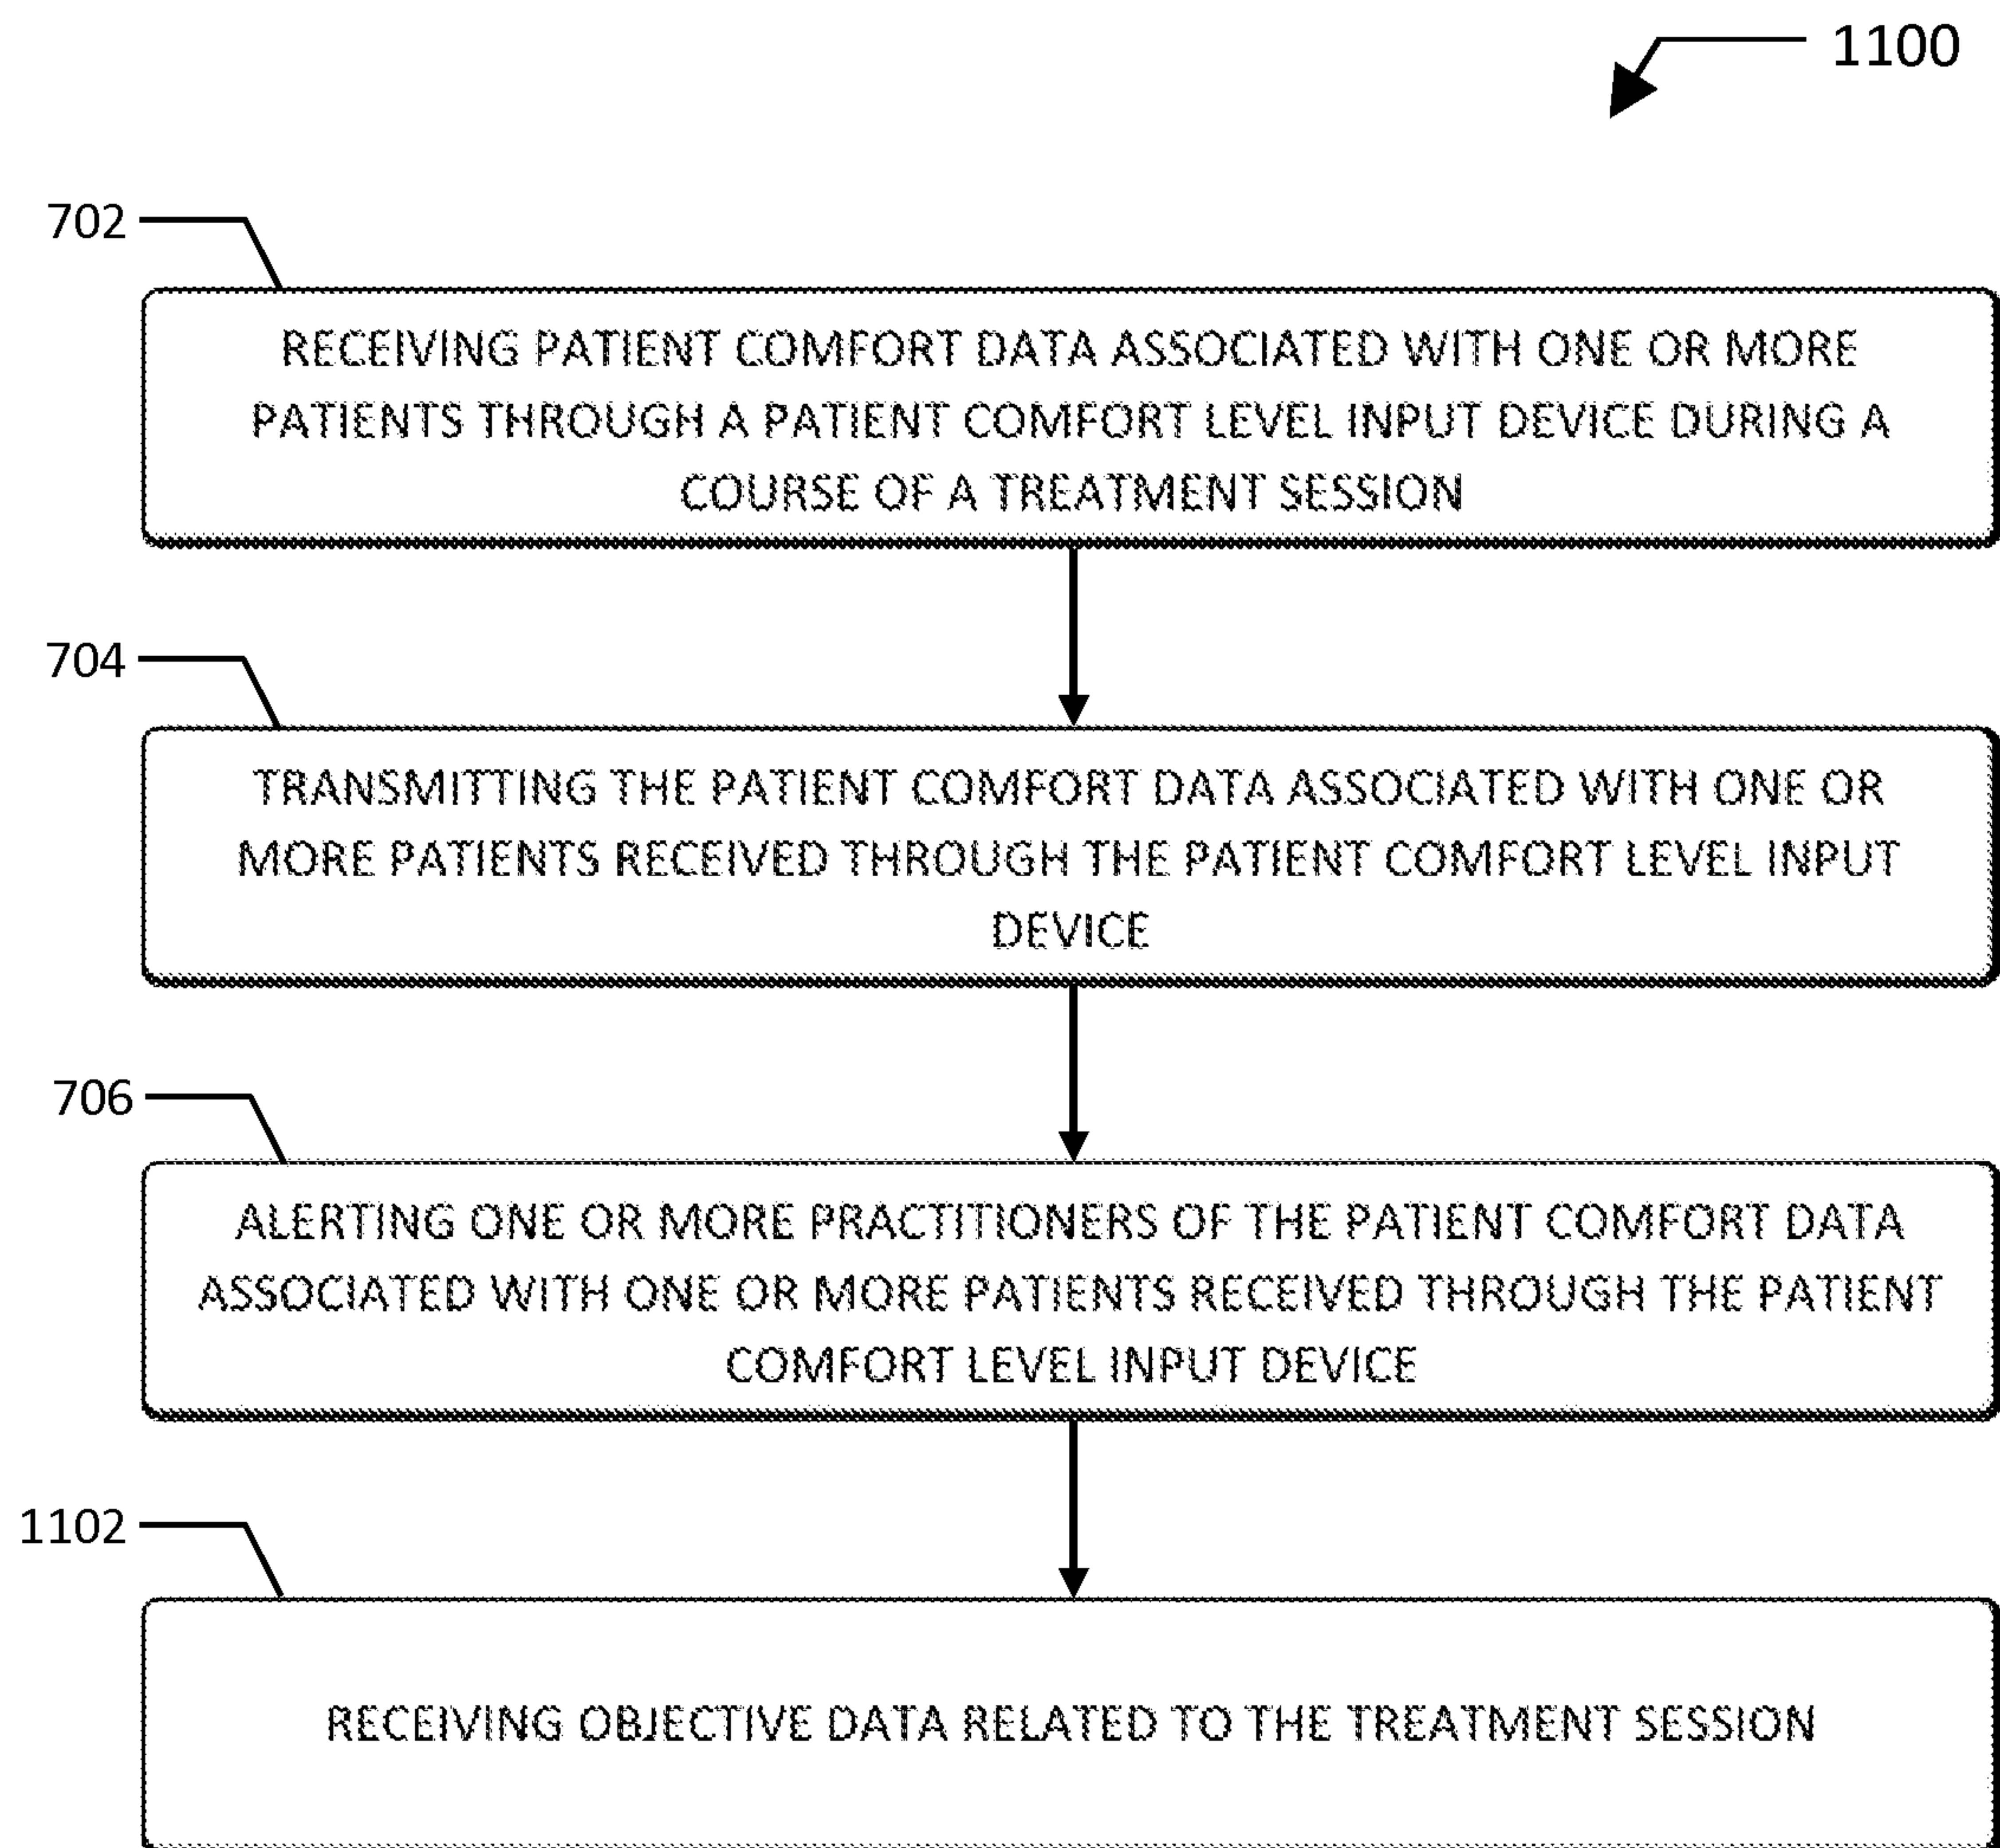 1100
702
RECEIVING PATIENT COMFORT DATA ASSOCIATED WITH ONE OR MORE
PATIENTS THROUGH A PATIENT COMFORT LEVEL INPUT DEVICE DURING A
COURSE OF A TREATMENT SESSION
704
TRANSMITTING THE PATIENT COMFORT DATA ASSOCIATED WITH ONE OR
MORE PATIENTS RECEIVED THROUGH THE PATIENT COMFORT LEVEL INPUT
DEVICE
706
ALERTING ONE OR MORE PRACTITIONERS OF THE PATIENT COMFORT DATA
ASSOCIATED WITH ONE OR MORE PATIENTS RECEIVED THROUGH THE PATIENT
COMFORT LEVEL INPUT DEVICE
1102
RECEIVING OBJECTIVE DATA RELATED TO THE TREATMENT SESSION